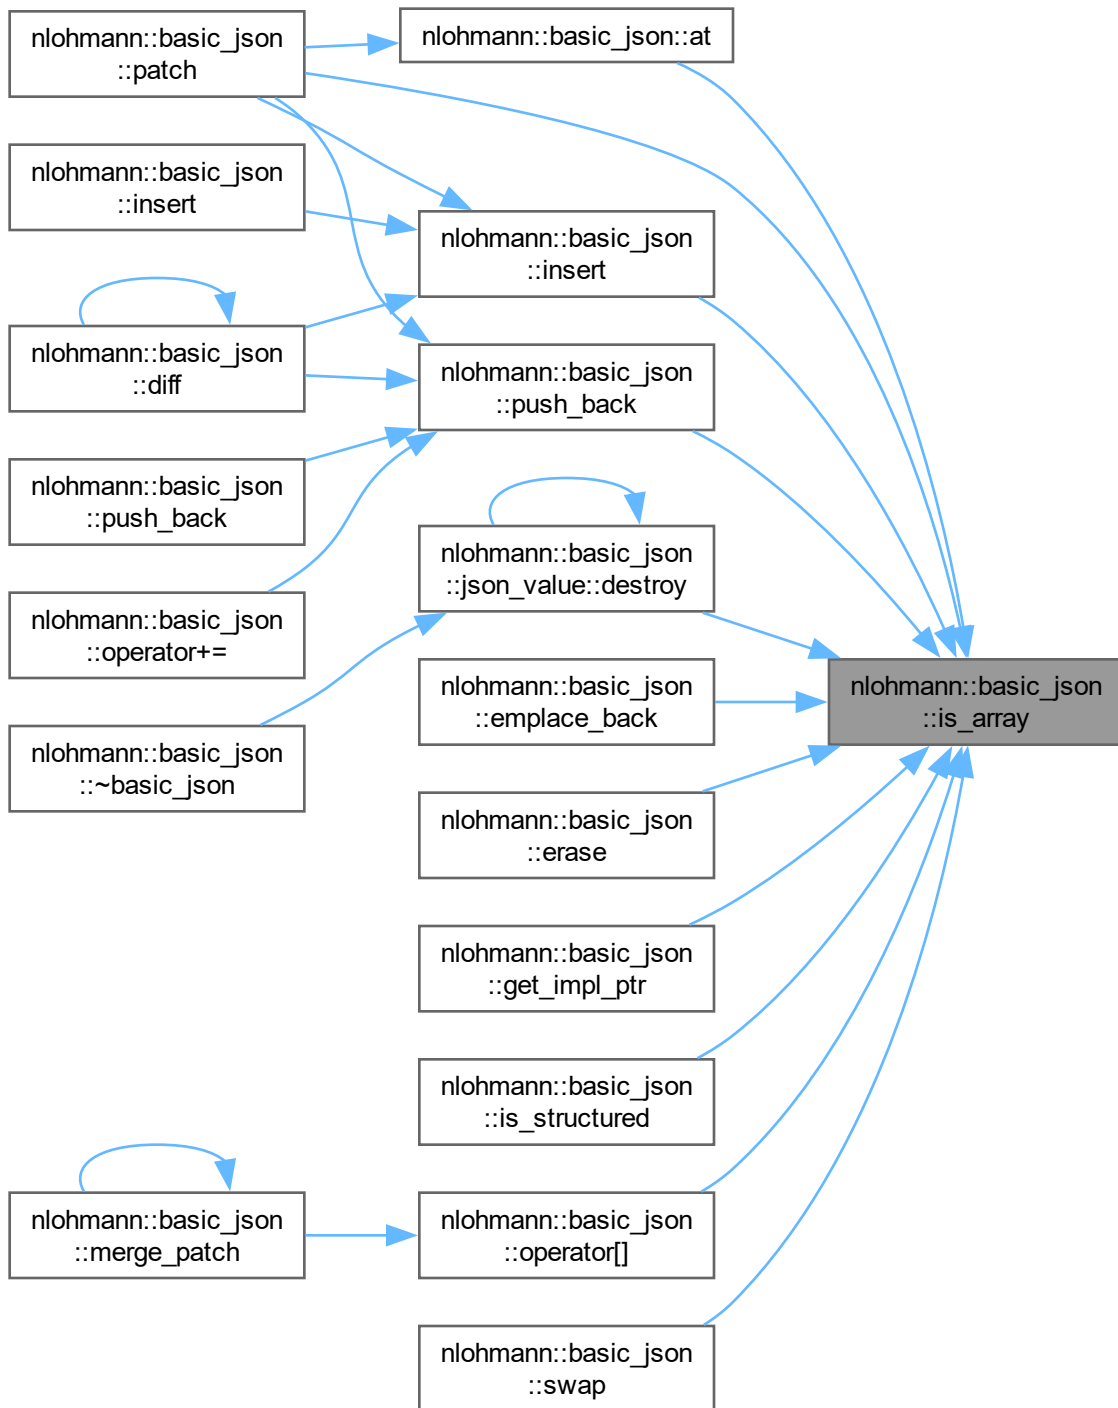 nlohmann::basic_json
::patch
nlohmann::basic_json::at
nlohmann::basic_json
::insert
nlohmann::basic_json
::insert
nlohmann::basic_json
::diff
nlohmann::basic_json
::push_back
nlohmann::basic_json
::push_back
nlohmann::basic_json
::json_value::destroy
nlohmann::basic_json
::operator+=
nlohmann::basic_json
::is_array
nlohmann::basic_json
::emplace_back
nlohmann::basic_json
::~basic_json
nlohmann::basic_json
::erase
nlohmann::basic_json
::get_impl_ptr
nlohmann::basic_json
::is_structured
nlohmann::basic_json
::merge_patch
nlohmann::basic_json
::operator[]
nlohmann::basic_json
::swap